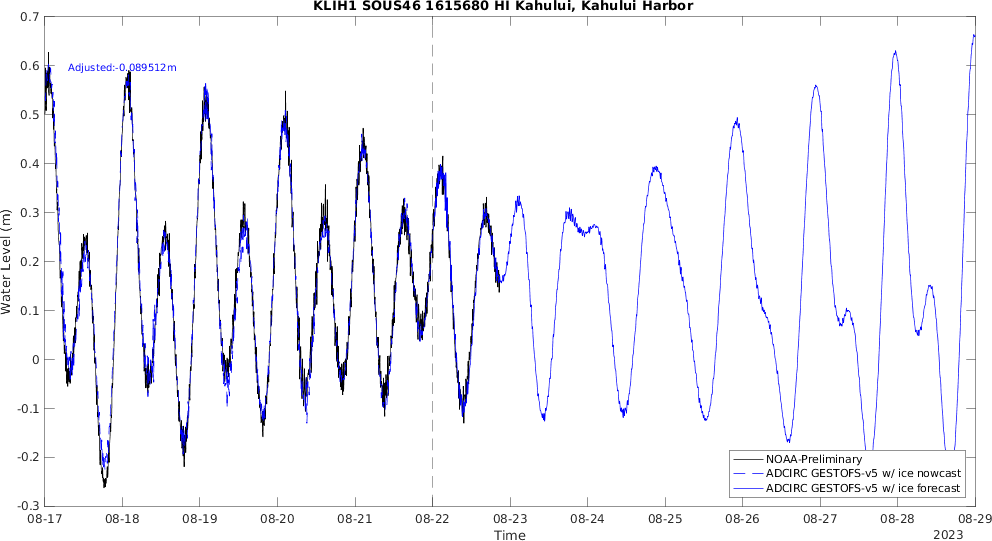 KLIH1 SOUS46 1615680 HI Kahului, Kahului Harbor
0.7
0.6
0.5
0.4
0.3
0.2
0.1
0
-0.1
-0.2
-0.3
Water Level (m)
Adjusted:-0.089512m
NOAA-Preliminary
ADCIRC GESTOFS-v5 w/ ice nowcast
ADCIRC GESTOFS-v5 w/ ice forecast
08-17 08-18 08-19 08-20 08-21 08-22 08-23 08-24 08-25 08-26 08-27 08-28 08-29
Time
2023